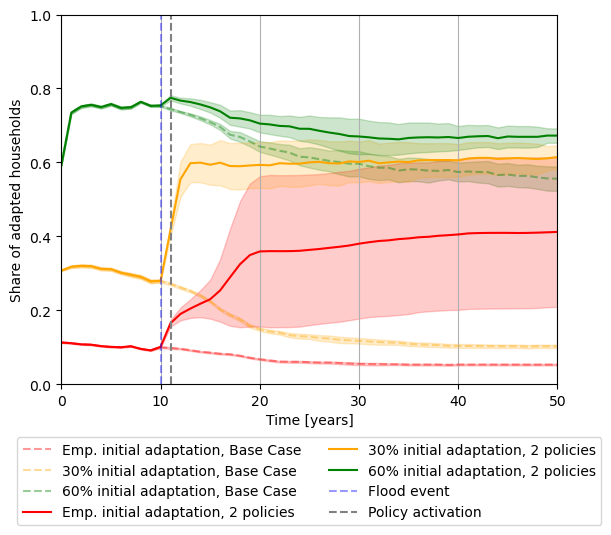 1.0
0.8
0.6
0.4
0.2
0.0
Share of adapted households
0 10 20 30 40 50
Time [years]
Emp. initial adaptation, Base Case
30% initial adaptation, Base Case
60% initial adaptation, Base Case
Emp. initial adaptation, 2 policies
30% initial adaptation, 2 policies
60% initial adaptation, 2 policies
Flood event
Policy activation